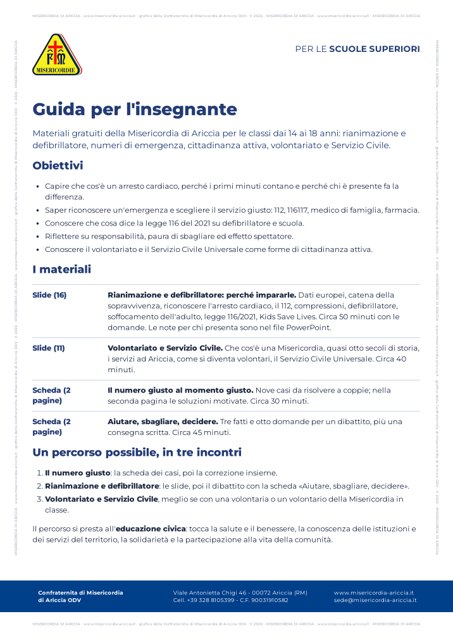 MISERICORDIE
PER LE SCUOLE SUPERIORI
Guida per l'insegnante
Materiali gratuiti della Misericordia di Ariccia per le classi dai 14 ai 18 anni: rianimazione e
defibrillatore, numeri di emergenza, cittadinanza attiva, volontariato e Servizio Civile.
Obiettivi
• Capire che cos'è un arresto cardiaco, perché i primi minuti contano e perché chi è presente fa la
differenza.
• Saper riconoscere un'emergenza e scegliere il servizio giusto: 112, 116117, medico di famiglia, farmacia.
• Conoscere che cosa dice la legge 116 del 2021 su defibrillatore e scuola.
• Riflettere su responsabilità, paura di sbagliare ed effetto spettatore.
• Conoscere il volontariato e il Servizio Civile Universale come forme di cittadinanza attiva.
I materiali
Slide (16)
Rianimazione e defibrillatore: perché impararle. Dati europei, catena della
sopravvivenza, riconoscere l'arresto cardiaco, il 112, compressioni, defibrillatore,
soffocamento dell'adulto, legge 116/2021, Kids Save Lives. Circa 50 minuti con le
domande. Le note per chi presenta sono nel file PowerPoint.
Slide (11)
Volontariato e Servizio Civile. Che cos'è una Misericordia, quasi otto secoli di storia,
i servizi ad Ariccia, come si diventa volontari, il Servizio Civile Universale. Circa 40
minuti.
Scheda (2
pagine)
Il numero giusto al momento giusto. Nove casi da risolvere a coppie; nella
seconda pagina le soluzioni motivate. Circa 30 minuti.
Scheda (2
pagine)
Aiutare, sbagliare, decidere. Tre fatti e otto domande per un dibattito, più una
consegna scritta. Circa 45 minuti.
Un percorso possibile, in tre incontri
1. Il numero giusto: la scheda dei casi, poi la correzione insieme.
2. Rianimazione e defibrillatore: le slide, poi il dibattito con la scheda «Aiutare, sbagliare, decidere».
3. Volontariato e Servizio Civile, meglio se con una volontaria o un volontario della Misericordia in
classe.
Il percorso si presta all'educazione civica: tocca la salute e il benessere, la conoscenza delle istituzioni e
dei servizi del territorio, la solidarietà e la partecipazione alla vita della comunità.
Confraternita di Misericordia
di Ariccia ODV
Viale Antonietta Chigi 46 - 00072 Ariccia (RM)
Cell. +39 328 8105399 - C.F. 90031910582
www.misericordia-ariccia.it
sede@misericordia-ariccia.it